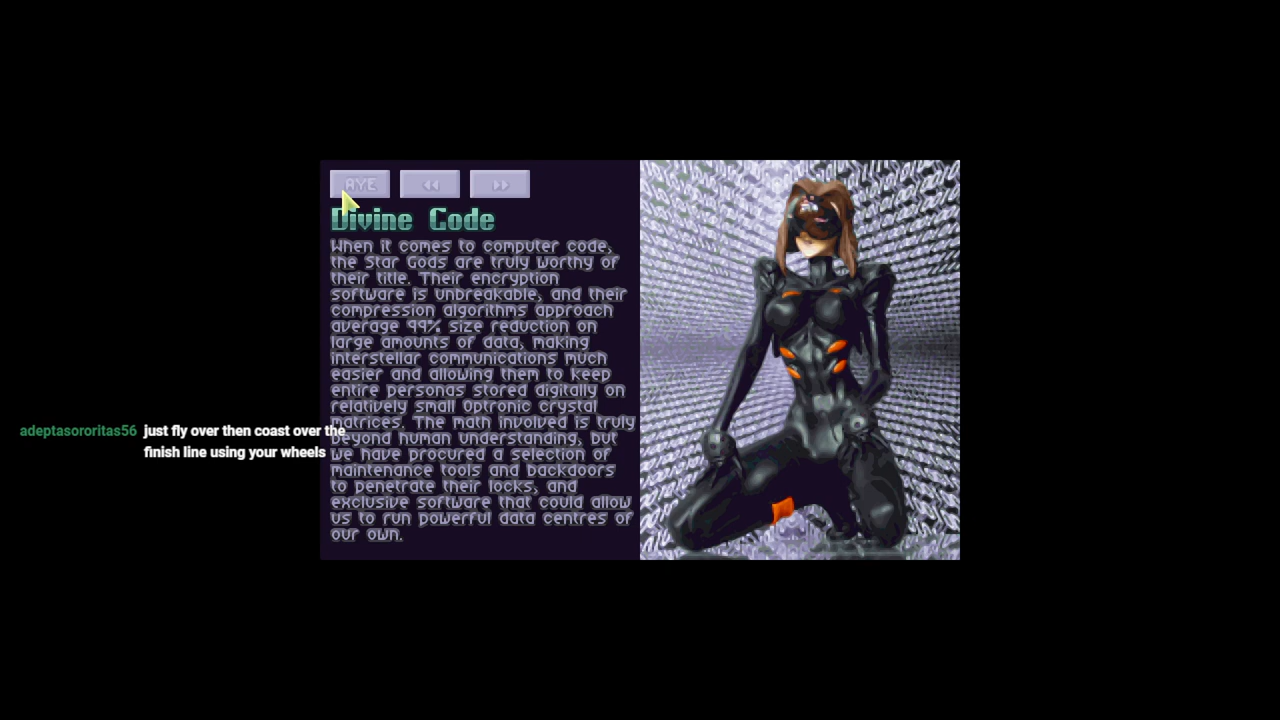 AYE
Divine Code
When it comes to computer code,
the Star Gods are truly worthy of
their title. Their encryption
software is unbreakable, and their
compression algorithms approach
average 99% size reduction on
large amounts of data, making
interstellar communications much
easier and allowing them to keep
entire personas stored digitally on
relatively small Optronic crystal
matrices. The math involved is truly
beyond human understanding, but
we have procured a selection of
maintenance tools and backdoors
to penetrate their locks, and
exclusive software that could allow
us to run powerful data centres of
our own.
adeptasororitas56 just fly over then coast over the
finish line using your wheels